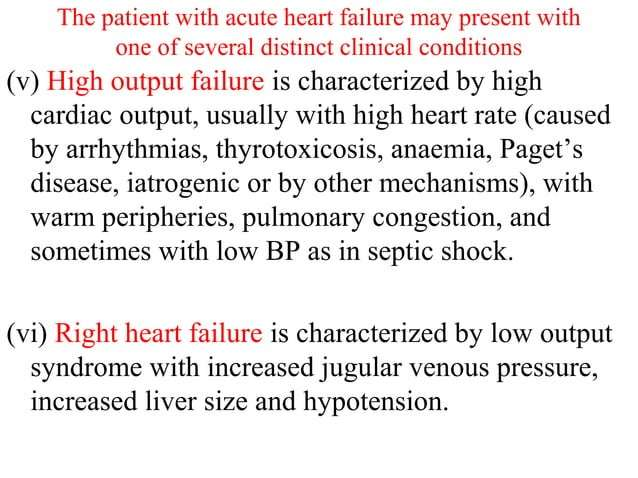 The patient with acute heart failure may present with
one of several distinct clinical conditions
(v) High output failure is characterized by high
cardiac output, usually with high heart rate (caused
by arrhythmias, thyrotoxicosis, anaemia, Paget’s
disease, iatrogenic or by other mechanisms), with
warm peripheries, pulmonary congestion, and
sometimes with low BP as in septic shock.
(vi) Right heart failure is characterized by low output
syndrome with increased jugular venous pressure,
increased liver size and hypotension.